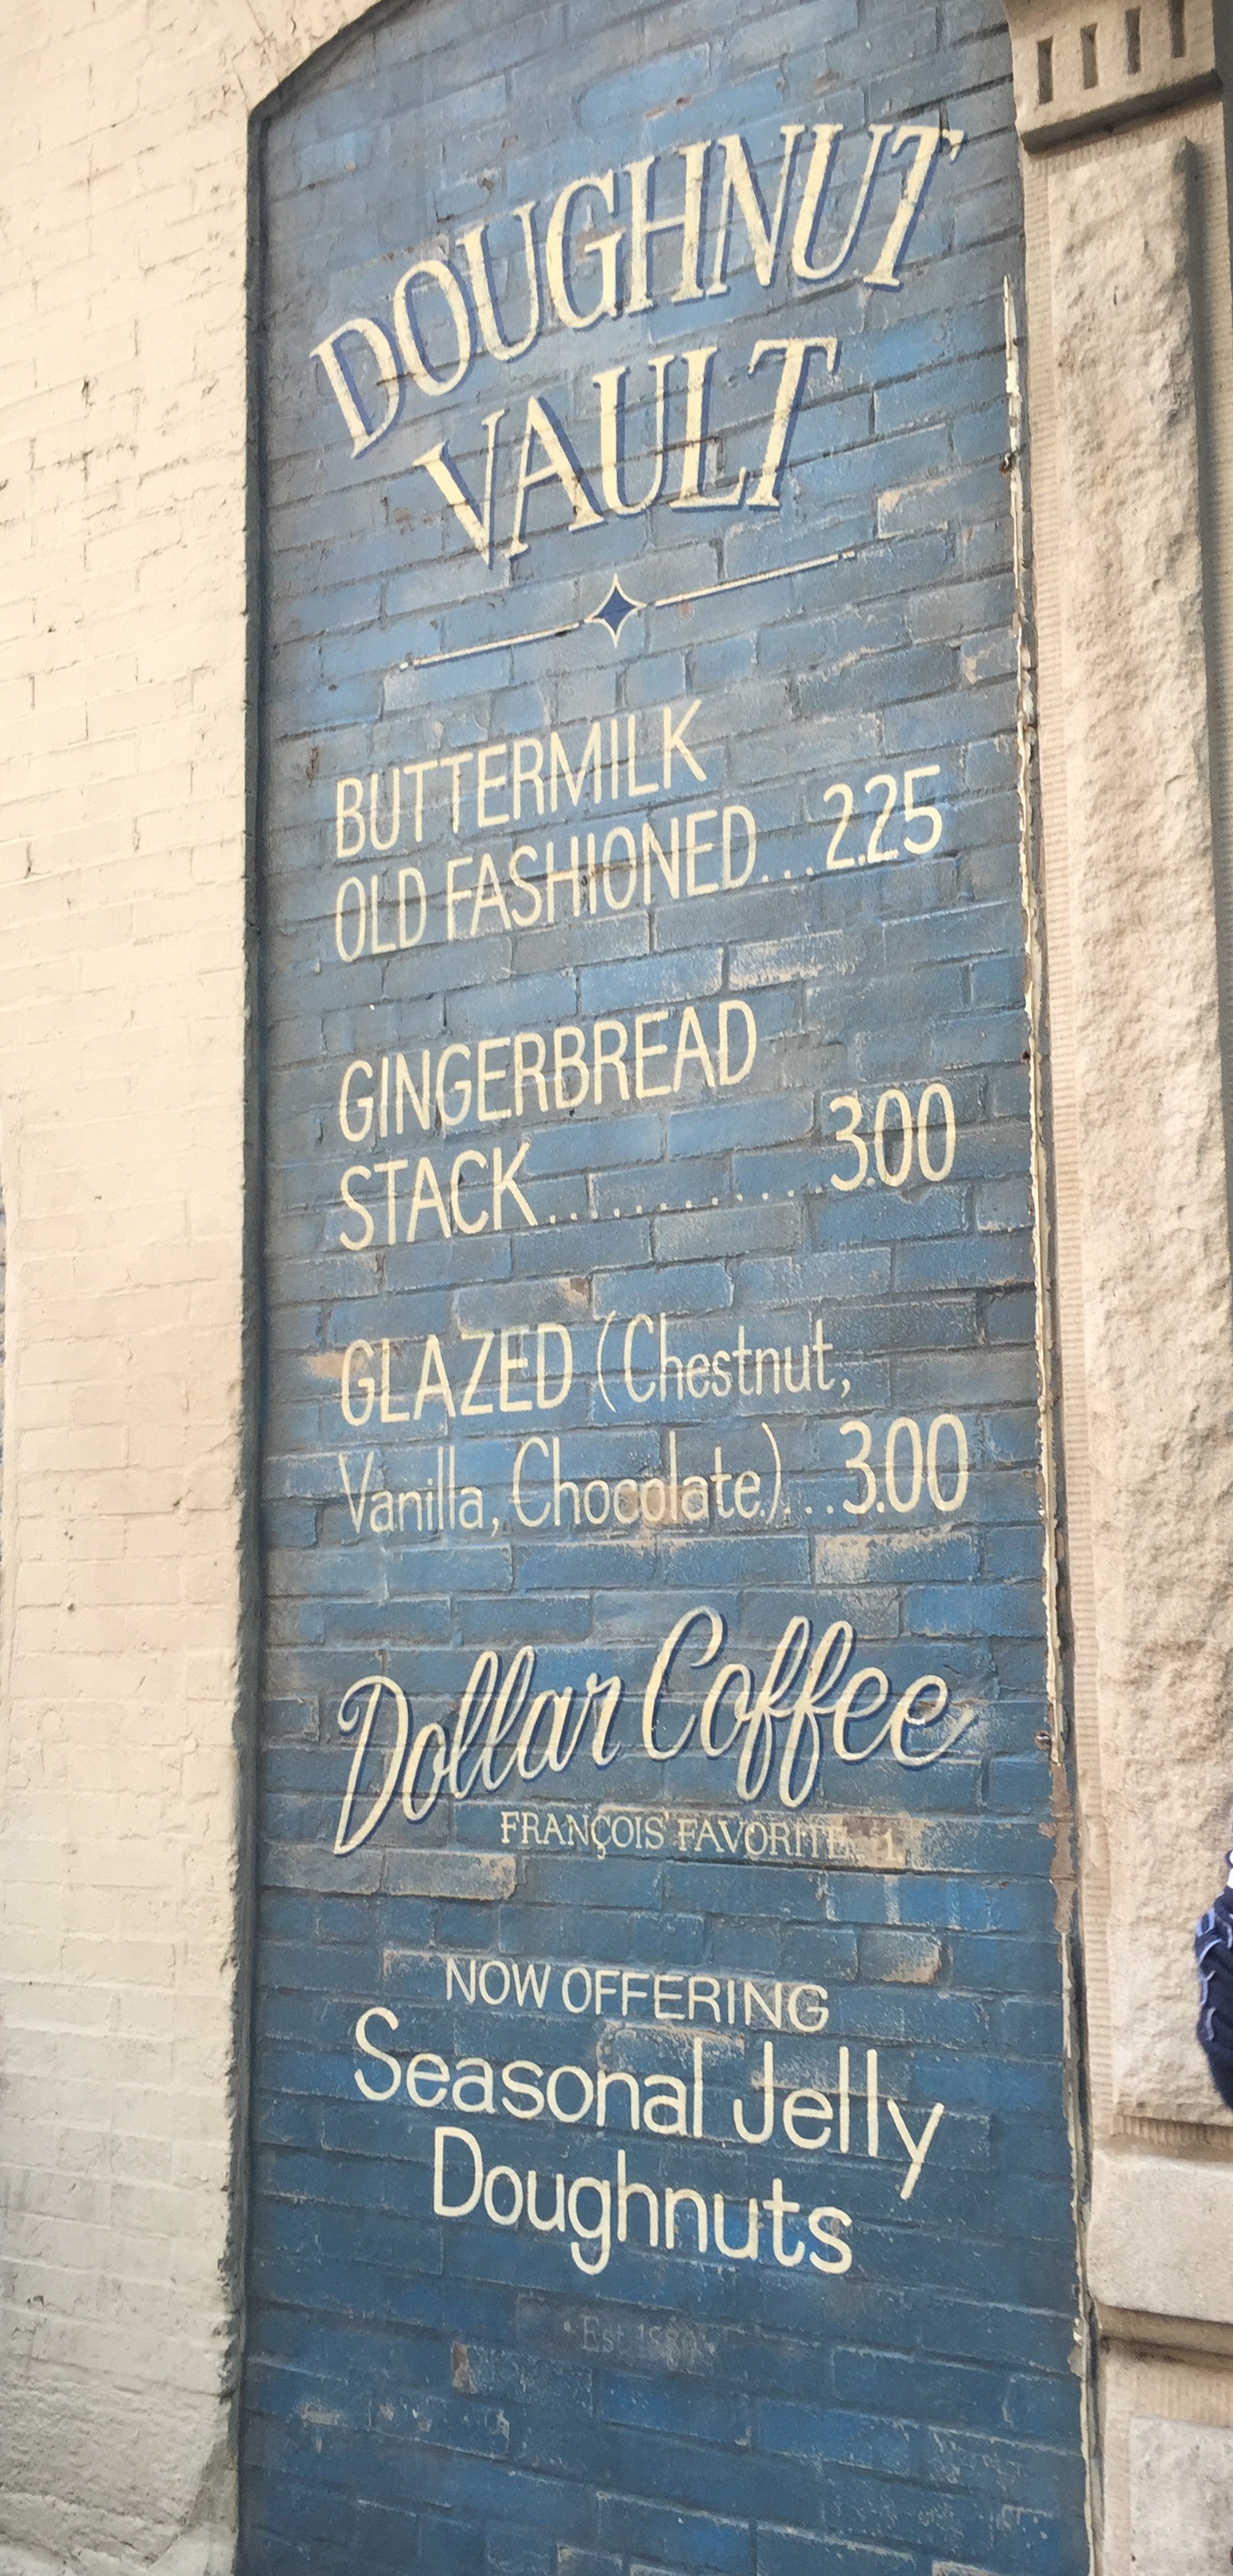 DOUGHNUT
VAULT
BUTTERMILK
OLD FASHIONED...2.25
GINGERBREAD
STACK............3.00
GLAZED (Chestnut,
Vanilla, Chocolate)...3.00
Dollar Coffee
FRANÇOIS FAVORITE
NOW OFFERING
Seasonal Jelly
Doughnuts
Est